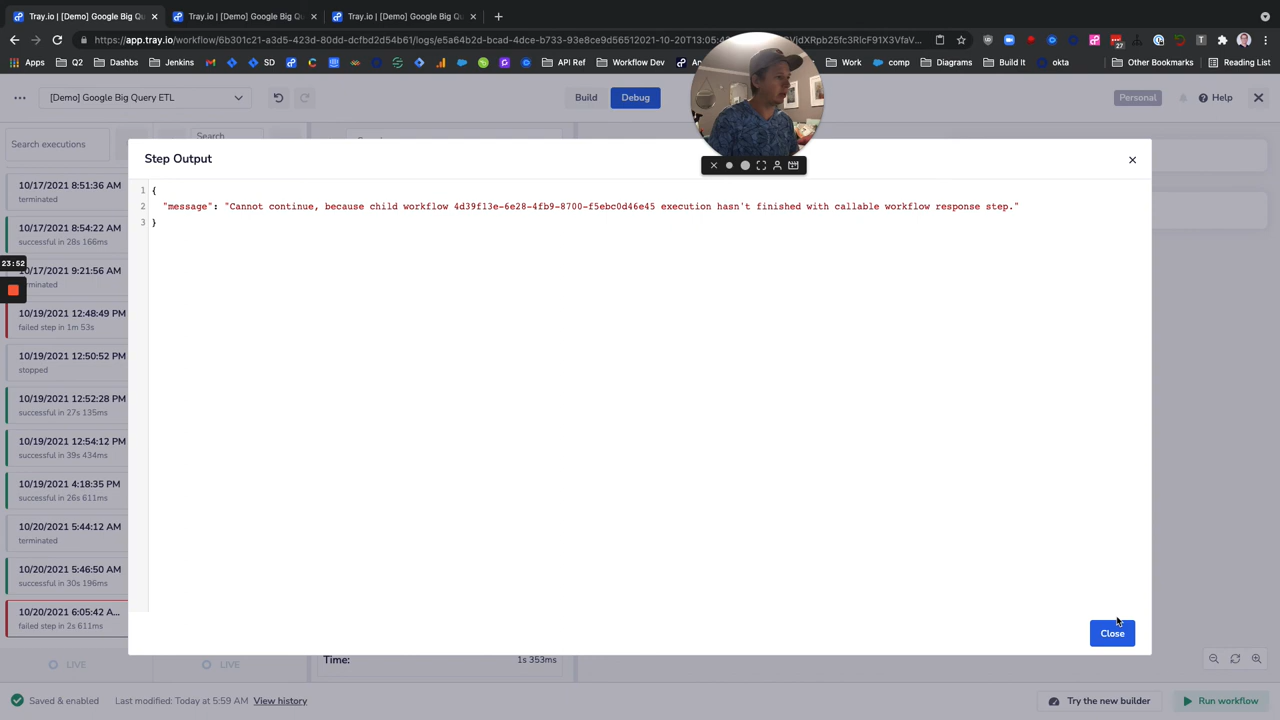 Tray.io | [Demo] Google Big Qu
Tray.io | [Demo] Google Big Qu
Tray.io | [Demo] Google Big Qu
27
Apps
Docs
Dashbo
Jenkins
API Ref
Workflow Dev
An
Work
comp
Diagrams
Build It
okta
Other Bookmarks
Reading List
[Demo] Google Big Query ETL
Build
Debug
Personal
Help
Search executions
Search
Step Output
1 {
2 "message": "Cannot continue, because child workflow 4d39f13e-6e28-4fb9-8700-f5ebc0d46e45 execution hasn't finished with callable workflow response step."
3 }
10/17/2021 8:51:36 AM
terminated
10/17/2021 8:54:22 AM
successful in 28s 166ms
23:52
10/17/2021 9:21:56 AM
minated
10/19/2021 12:48:49 PM
failed step in 1m 53s
10/19/2021 12:50:52 PM
stopped
10/19/2021 12:52:28 PM
successful in 27s 135ms
10/19/2021 12:54:12 PM
successful in 39s 434ms
10/19/2021 4:18:35 PM
successful in 26s 611ms
10/20/2021 5:44:12 AM
terminated
10/20/2021 5:46:50 AM
successful in 30s 196ms
10/20/2021 6:05:42 A...
failed step in 2s 611ms
Close
LIVE
LIVE
Time:
1s 353ms
Saved & enabled
Last modified: Today at 5:59 AM
View history
Try the new builder
Run workflow